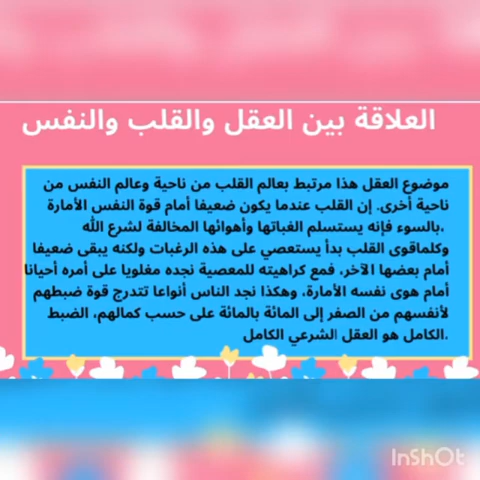 العلاقة بين العقل والقلب والنفس
موضوع العقل هذا مرتبط بعالم القلب من ناحية وعالم النفس من
ناحية أخرى. إن القلب عندما يكون ضعيفا أمام قوة النفس الأمارة
بالسوء فإنه يستسلم الغباتها وأهوائها المخالفة لشرع الله،
وكلماقوى القلب بدأ يستعصي على هذه الرغبات ولكنه يبقى ضعيفا
أمام بعضها الآخر، فمع كراهيته للمعصية نجده مغلوبا على أمره أحيانا
أمام هوى نفسه الأمارة، وهكذا نجد الناس أنواعا تتدرج قوة ضبطهم
لأنفسهم من الصفر إلى المائة بالمائة على حسب كمالهم، الضبط
الكامل هو العقل الشرعي الكامل.
InShOt